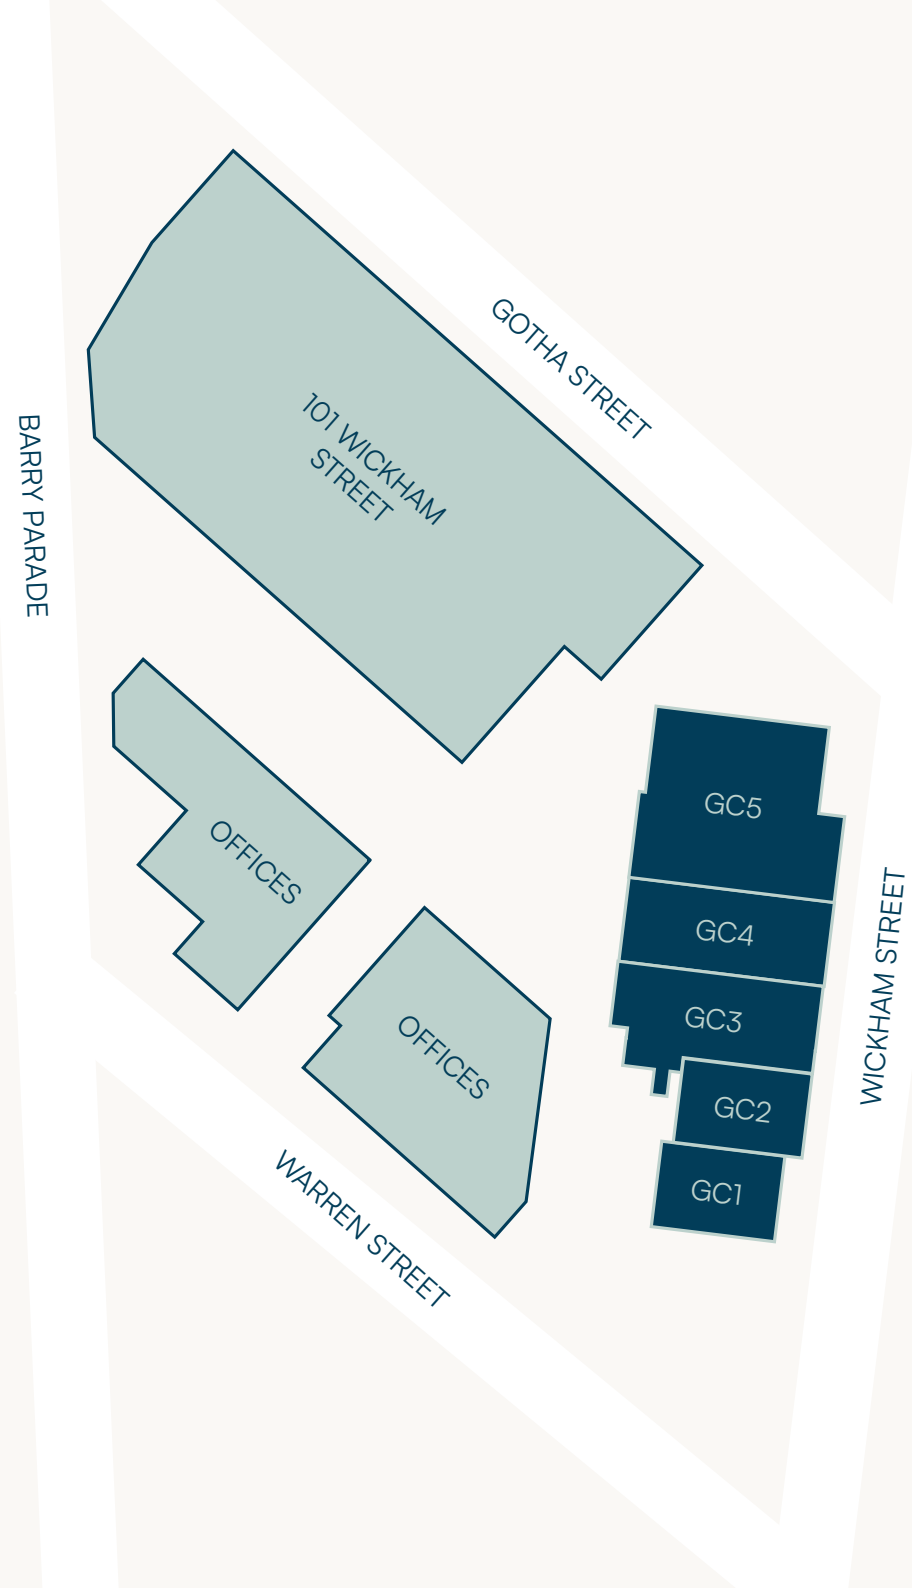 GOTHA STREET
101 WICKHAM
STREET
BARRY PARADE
OFFICES
GC5
GC4
GC3
GC2
GC1
WICKHAM STREET
OFFICES
WARREN STREET